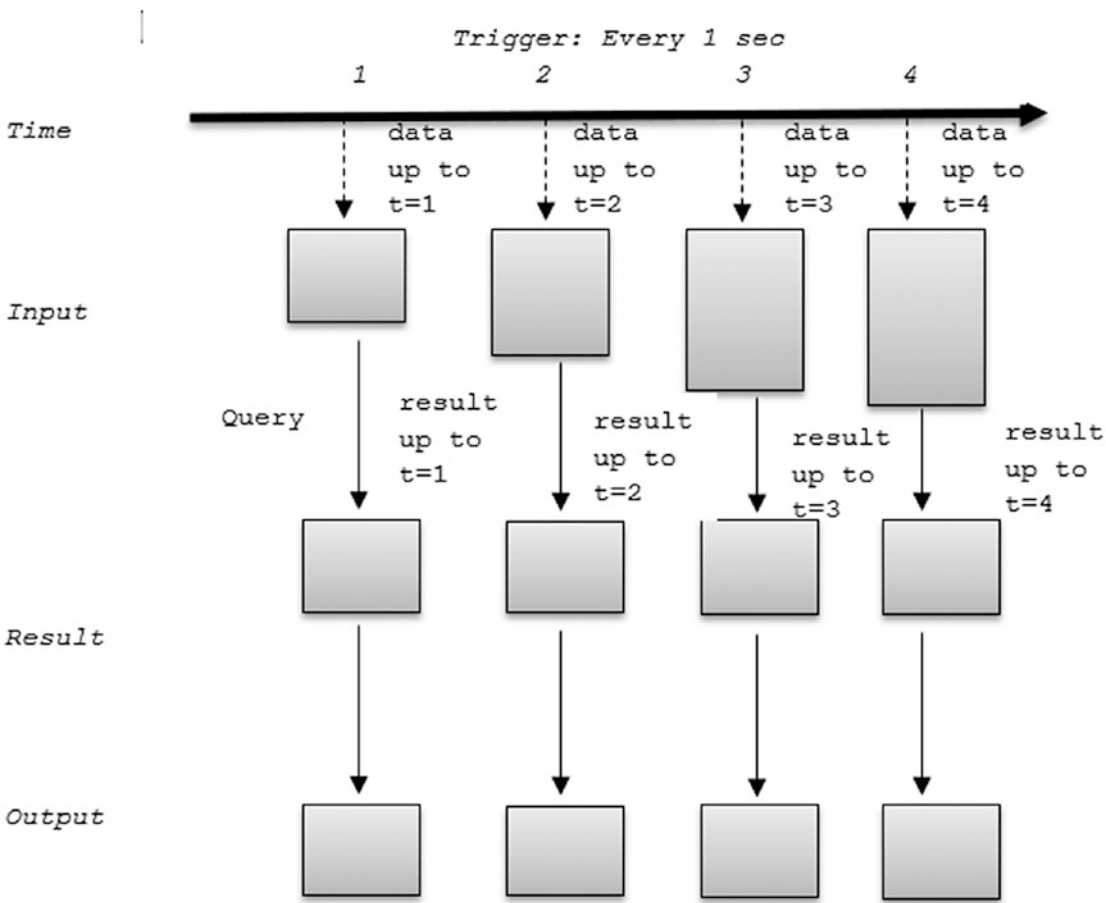 Trigger: Every 1 sec
1 2 3 4
Time
data
up to
t=1
data
up to
t=2
data
up to
t=3
data
up to
t=4
Input
Query
result
up to
t=1
result
up to
t=2
result
up to
t=3
result
up to
t=4
Result
Output